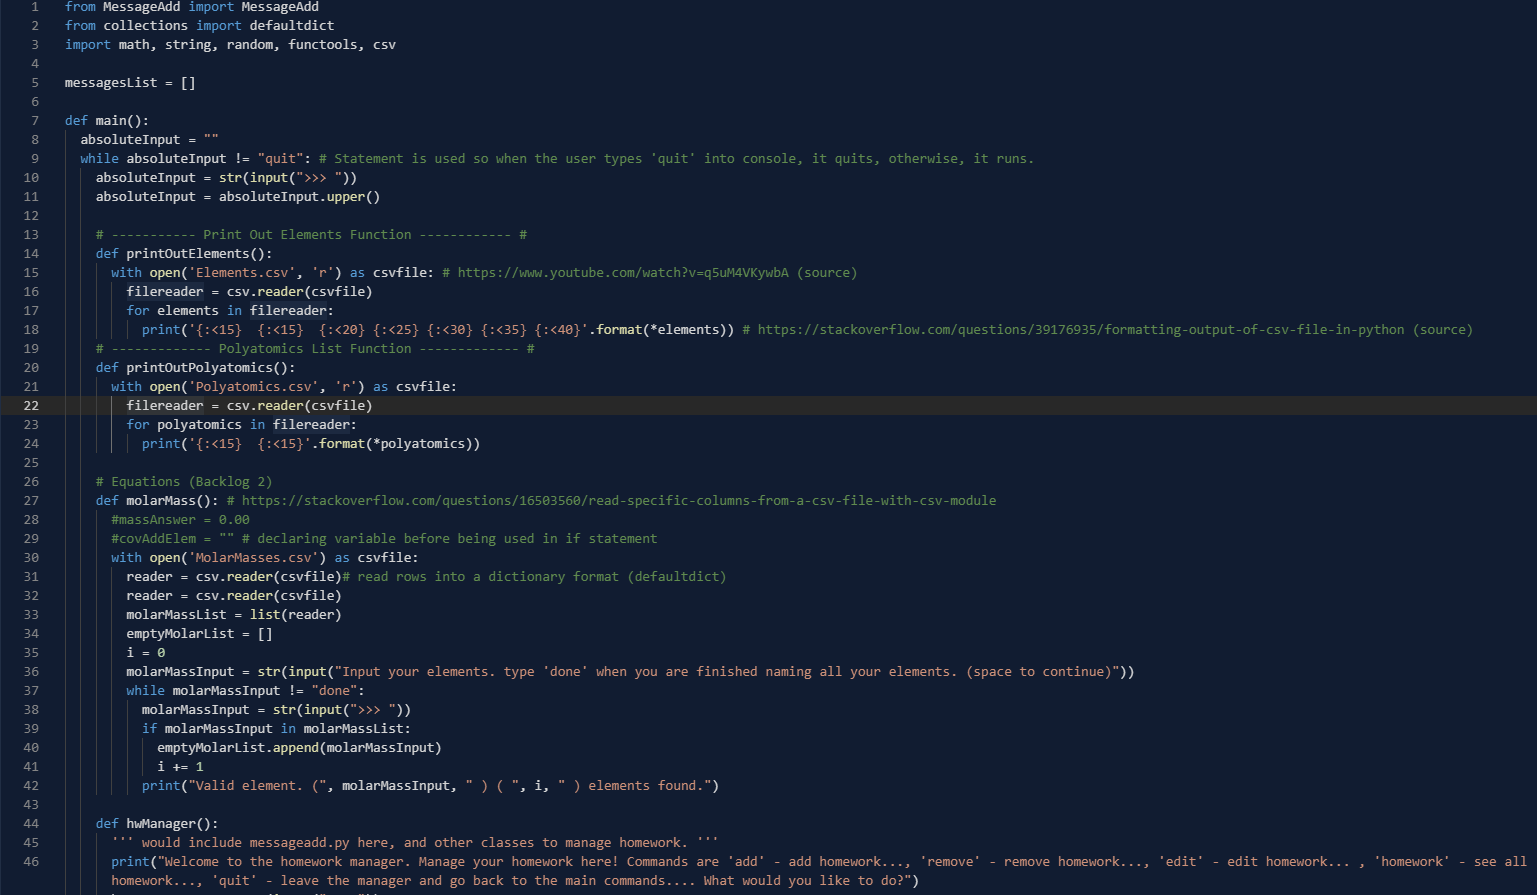 1 from MessageAdd import MessageAdd
2 from collections import defaultdict
3 import math, string, random, functools, csv
4
5 messagesList = []
6
7 def main():
8 absoluteInput = ""
9 while absoluteInput != "quit": # Statement is used so when the user types 'quit' into console, it quits, otherwise, it runs.
10 absoluteInput = str(input(">>> "))
11 absoluteInput = absoluteInput.upper()
12
13 # ----------- Print Out Elements Function ------------ #
14 def printOutElements():
15 with open('Elements.csv', 'r') as csvfile: # https://www.youtube.com/watch?v=q5uM4VKywbA (source)
16 filereader = csv.reader(csvfile)
17 for elements in filereader:
18 print('{:<15}  {:<15}  {:<20} {:<25} {:<30} {:<35} {:<40}'.format(*elements)) # https://stackoverflow.com/questions/39176935/formatting-output-of-csv-file-in-python (source)
19 # ------------- Polyatomics List Function ------------- #
20 def printOutPolyatomics():
21 with open('Polyatomics.csv', 'r') as csvfile:
22 filereader = csv.reader(csvfile)
23 for polyatomics in filereader:
24 print('{:<15}  {:<15}'.format(*polyatomics))
25
26 # Equations (Backlog 2)
27 def molarMass(): # https://stackoverflow.com/questions/16503560/read-specific-columns-from-a-csv-file-with-csv-module
28 #massAnswer = 0.00
29 #covAddElem = "" # declaring variable before being used in if statement
30 with open('MolarMasses.csv') as csvfile:
31 reader = csv.reader(csvfile)# read rows into a dictionary format (defaultdict)
32 reader = csv.reader(csvfile)
33 molarMassList = list(reader)
34 emptyMolarList = []
35 i = 0
36 molarMassInput = str(input("Input your elements. type 'done' when you are finished naming all your elements. (space to continue)"))
37 while molarMassInput != "done":
38 molarMassInput = str(input(">>> "))
39 if molarMassInput in molarMassList:
40 emptyMolarList.append(molarMassInput)
41 i += 1
42 print("Valid element. (", molarMassInput, " ) ( ", i, " ) elements found.")
43
44 def hwManager():
45 ''' would include messageadd.py here, and other classes to manage homework. '''
46 print("Welcome to the homework manager. Manage your homework here! Commands are 'add' - add homework..., 'remove' - remove homework..., 'edit' - edit homework... , 'homework' - see all
homework..., 'quit' - leave the manager and go back to the main commands.... What would you like to do?")